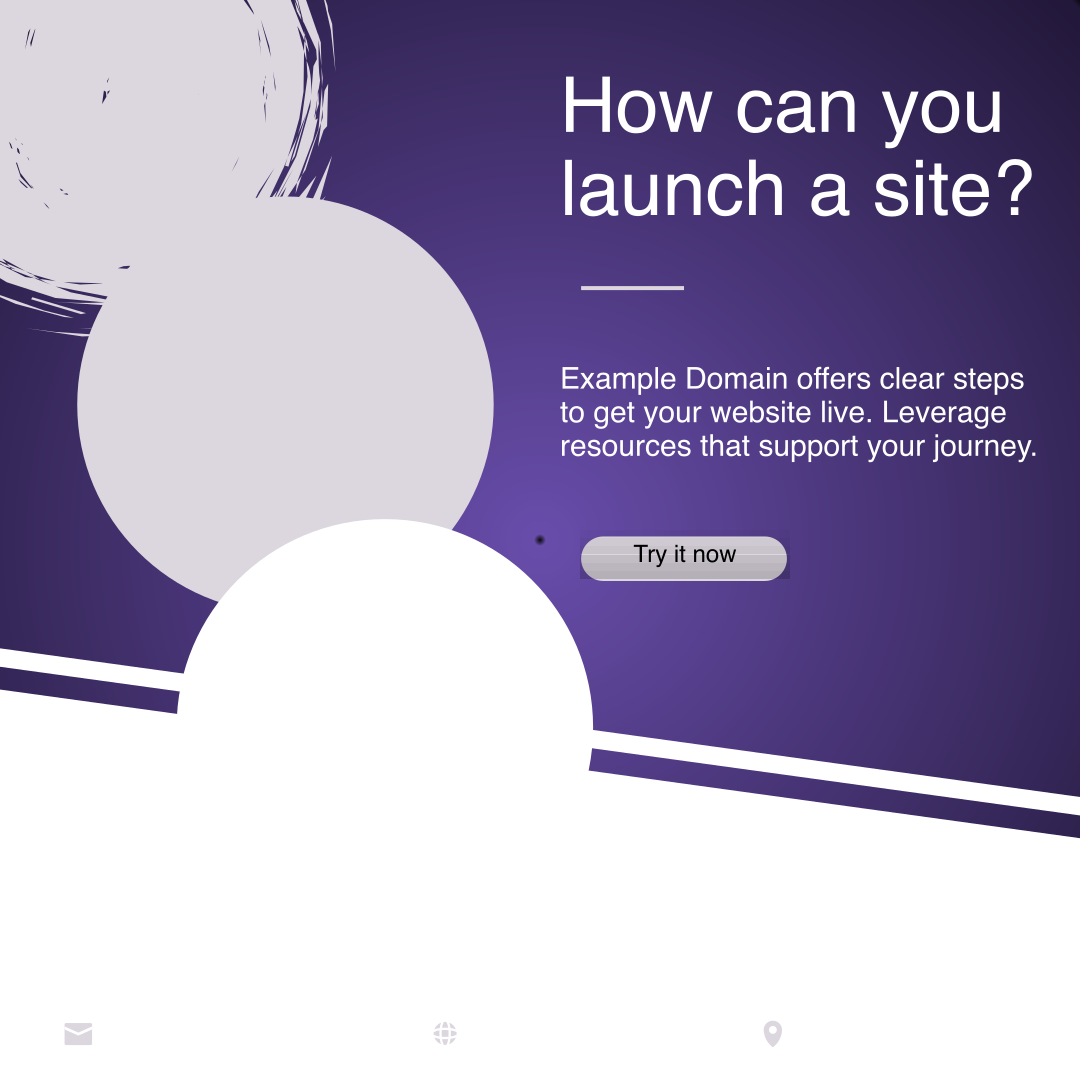 How can you
launch a site?
Example Domain offers clear steps
to get your website live. Leverage
resources that support your journey.
Try it now